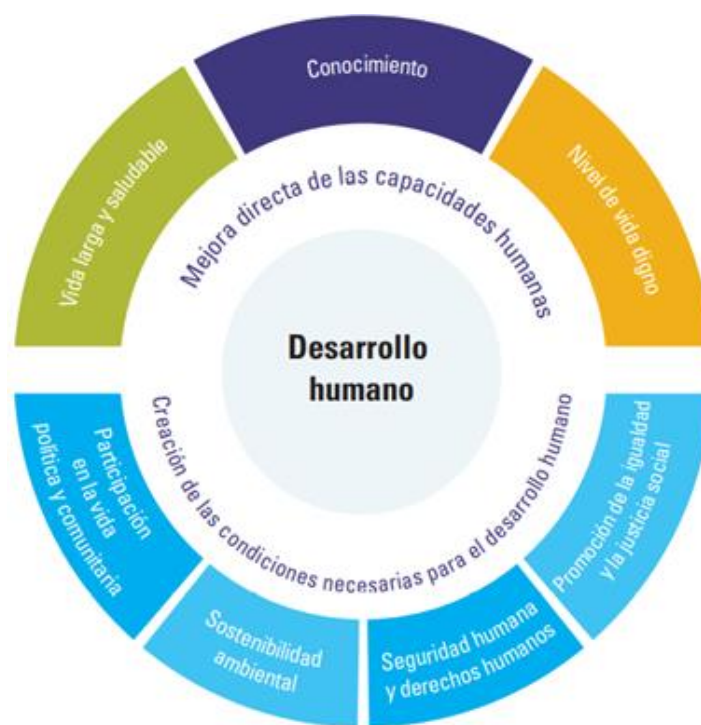 Conocimiento
Vida larga y saludable
Nivel de vida digno
Mejora directa de las capacidades humanas
Desarrollo
humano
Creación de las condiciones necesarias para el desarrollo humano
Participación
en la vida
política y comunitaria
Sostenibilidad
ambiental
Seguridad humana
y derechos humanos
Promoción de la igualdad
y la justicia social